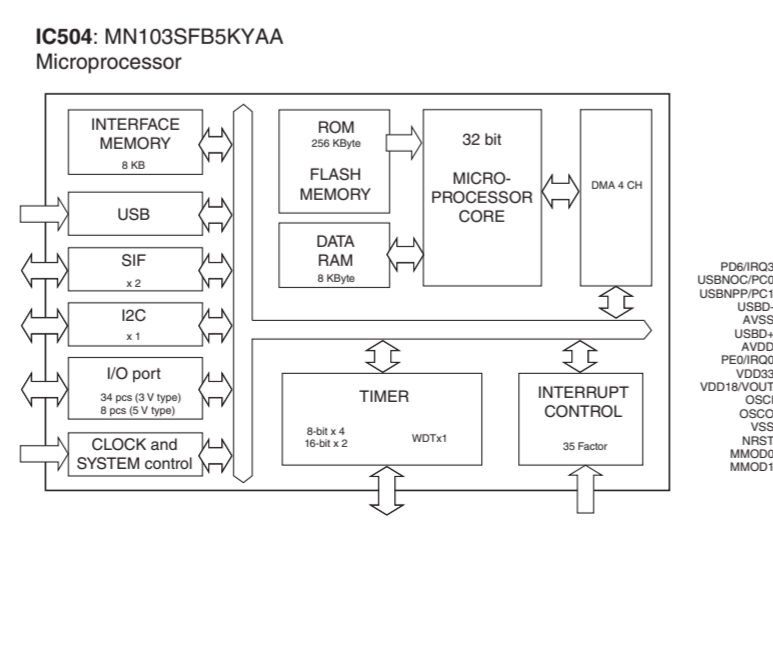 IC504: MN103SFB5KYAA
Microprocessor
INTERFACE
MEMORY
8 KB
USB
SIF
x 2
I2C
x 1
I/O port
34 pcs (3 V type)
8 pcs (5 V type)
CLOCK and
SYSTEM control
ROM
256 KByte
FLASH
MEMORY
DATA
RAM
8 KByte
32 bit
MICRO-
PROCESSOR
CORE
DMA 4 CH
TIMER
8-bit x 4
16-bit x 2
WDTx1
INTERRUPT
CONTROL
35 Factor
PD6/IRQ3
USBNOC/PC0
USBNPP/PC1
USBD-
AVSS
USBD+
AVDD
PE0/IRQ0
VDD33
VDD18/VOUT
OSCI
OSCO
VSS
NRST
MMOD0
MMOD1